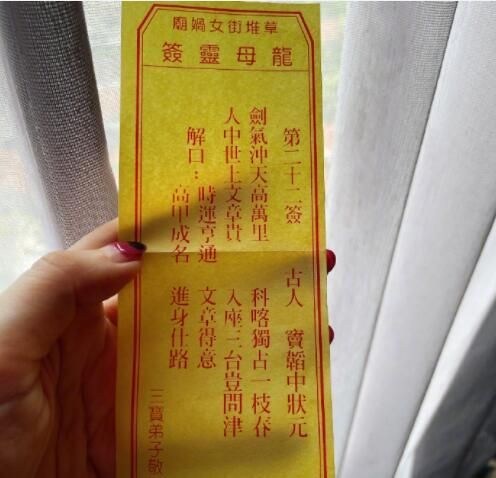 草堆街女媧廟
龍母靈簽
第二十二簽 古人 竇韜中狀元
劍氣沖天高萬里 科喀獨占一枝春
人中世上文章貴 入座三台豈問津
解曰：時運亨通 文章得意
高甲成名 進身仕路
三寶弟子敬